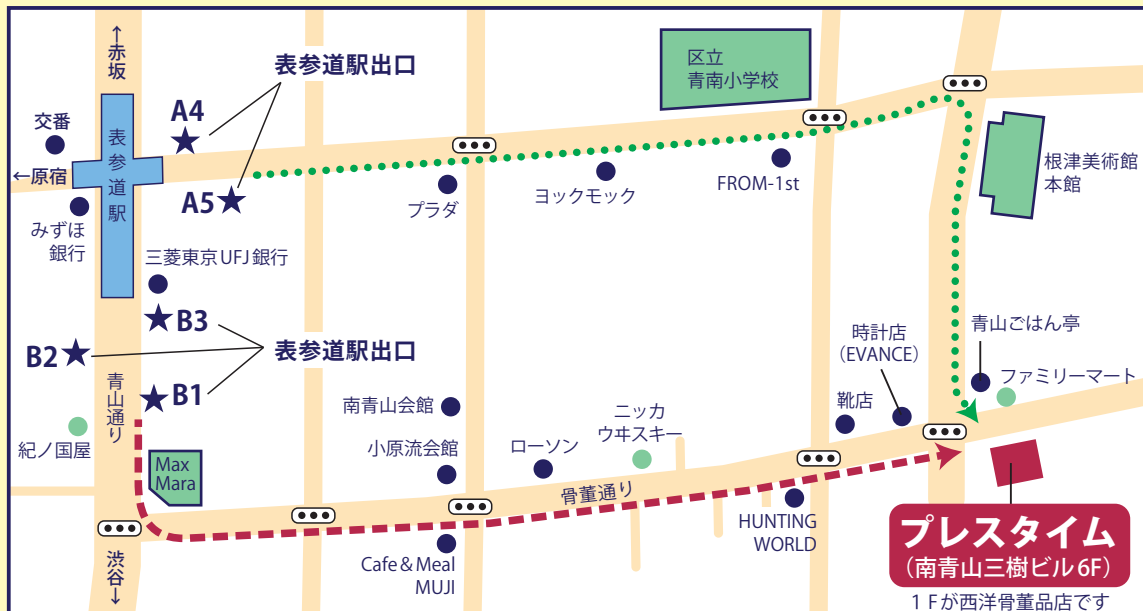 ↑赤坂
表参道駅出口
区立
青南小学校
A4
交番
表参道駅
←原宿
A5
プラダ
ヨックモック
FROM-1st
根津美術館
本館
みずほ
銀行
三菱東京UFJ銀行
B3
B2
表参道駅出口
B1
青山通り
紀ノ国屋
Max
Mara
南青山会館
小原流会館
ローソン
ニッカ
ウヰスキー
靴店
時計店
(EVANCE)
青山ごはん亭
ファミリーマート
骨董通り
Cafe & Meal
MUJI
HUNTING
WORLD
渋谷↓
プレスタイム
(南青山三樹ビル6F)
1Fが西洋骨董品店です